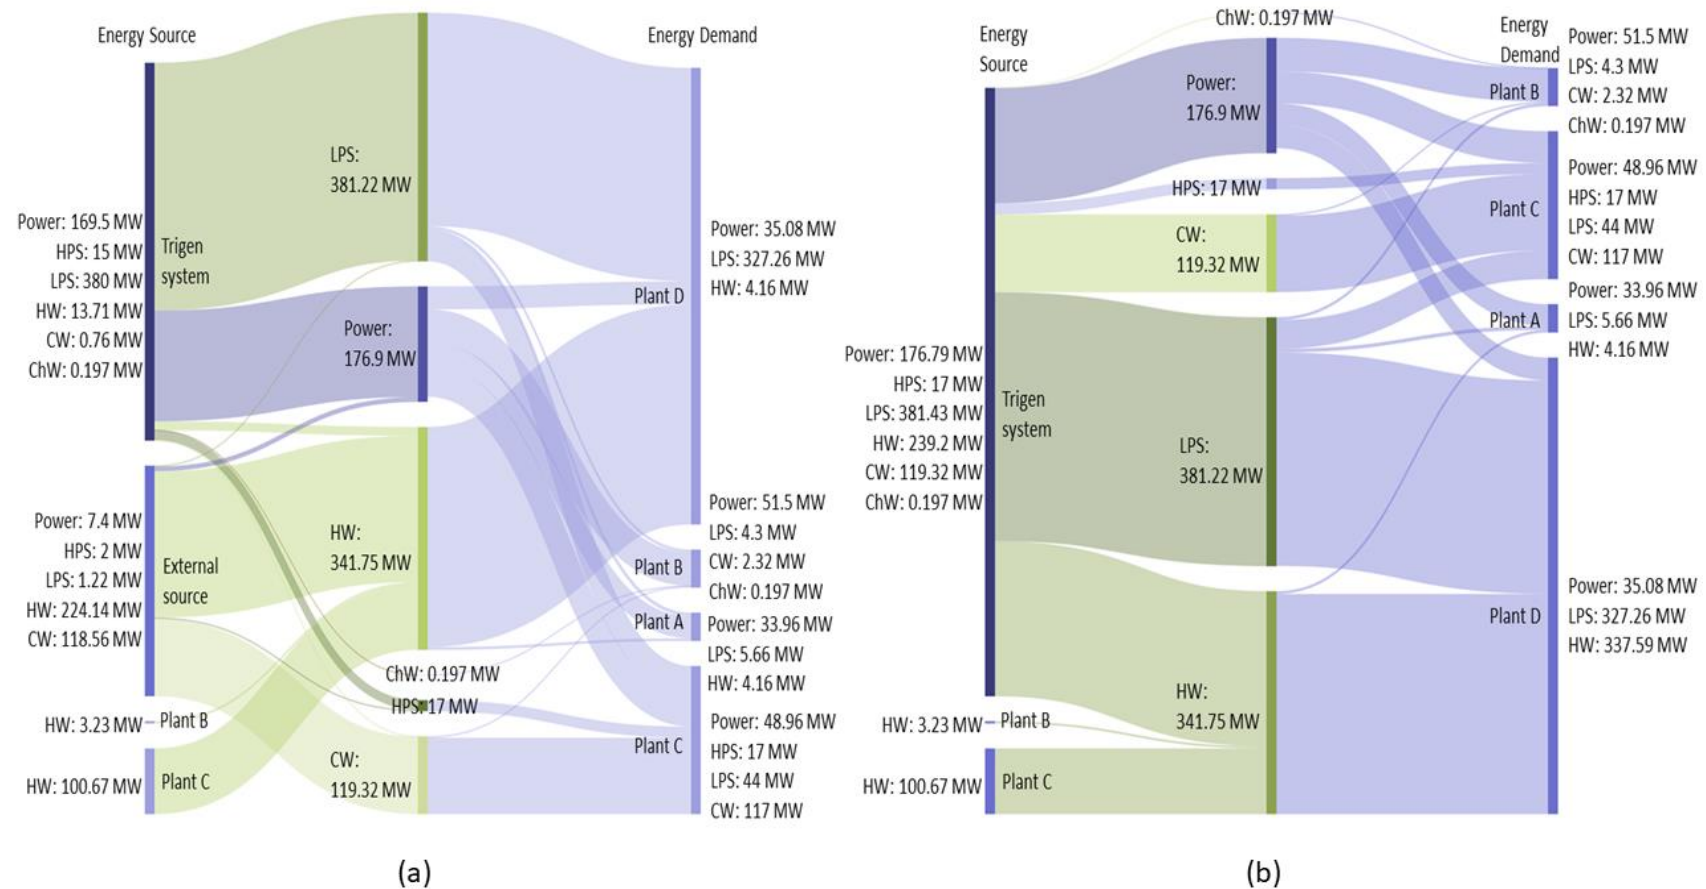 Energy Source
Energy Demand
LPS:
381.22 MW
Power: 169.5 MW
HPS: 15 MW
LPS: 380 MW
HW: 13.71 MW
CW: 0.76 MW
ChW: 0.197 MW
Trigen
system
Power:
176.9 MW
Plant D
Power: 35.08 MW
LPS: 327.26 MW
HW: 4.16 MW
Power: 7.4 MW
HPS: 2 MW
LPS: 1.22 MW
HW: 224.14 MW
CW: 118.56 MW
External
source
HW:
341.75 MW
Plant B
Power: 51.5 MW
LPS: 4.3 MW
CW: 2.32 MW
ChW: 0.197 MW
Plant A
Power: 33.96 MW
LPS: 5.66 MW
HW: 4.16 MW
ChW: 0.197 MW
HPS: 17 MW
HW: 3.23 MW
Plant B
HW: 100.67 MW
Plant C
CW:
119.32 MW
Plant C
Power: 48.96 MW
HPS: 17 MW
LPS: 44 MW
CW: 117 MW
(a)
Energy
Source
ChW: 0.197 MW
Energy
Demand
Power:
176.9 MW
Plant B
Power: 51.5 MW
LPS: 4.3 MW
CW: 2.32 MW
ChW: 0.197 MW
HPS: 17 MW
CW:
119.32 MW
Plant C
Power: 48.96 MW
HPS: 17 MW
LPS: 44 MW
CW: 117 MW
Plant A
Power: 33.96 MW
LPS: 5.66 MW
HW: 4.16 MW
Power: 176.79 MW
HPS: 17 MW
LPS: 381.43 MW
HW: 239.2 MW
CW: 119.32 MW
ChW: 0.197 MW
Trigen
system
LPS:
381.22 MW
Plant D
Power: 35.08 MW
LPS: 327.26 MW
HW: 337.59 MW
HW:
341.75 MW
HW: 3.23 MW
Plant B
HW: 100.67 MW
Plant C
(b)